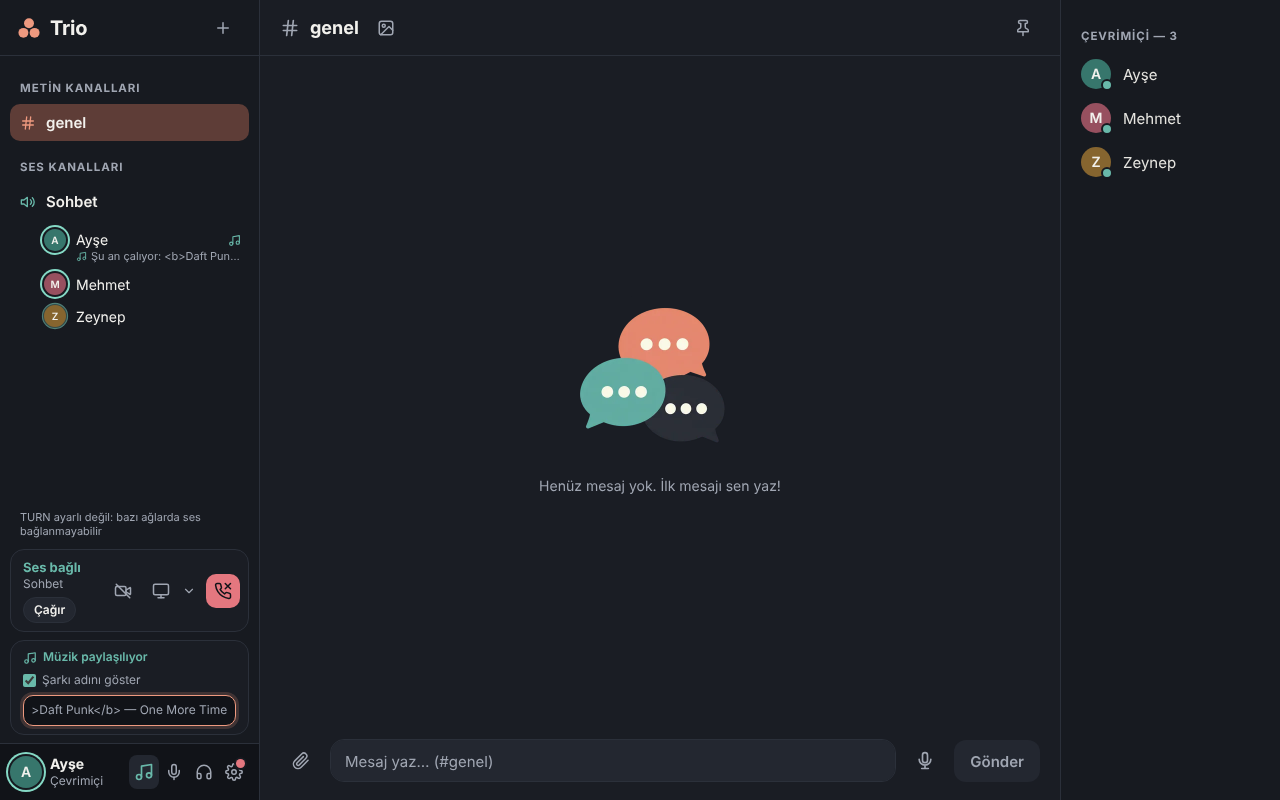 Trio
METİN KANALLARI
genel
SES KANALLARI
Sohbet
A
Ayşe
Şu an çalıyor: <b>Daft Pun...
M
Mehmet
Z
Zeynep
TURN ayarlı değil: bazı ağlarda ses
bağlanmayabilir
Ses bağlı
Sohbet
Çağır
Müzik paylaşılıyor
Şarkı adını göster
>Daft Punk</b> — One More Time
A
Ayşe
Çevrimiçi
# genel
Henüz mesaj yok. İlk mesajı sen yaz!
Mesaj yaz... (#genel)
Gönder
ÇEVRİMİÇİ — 3
A
Ayşe
M
Mehmet
Z
Zeynep